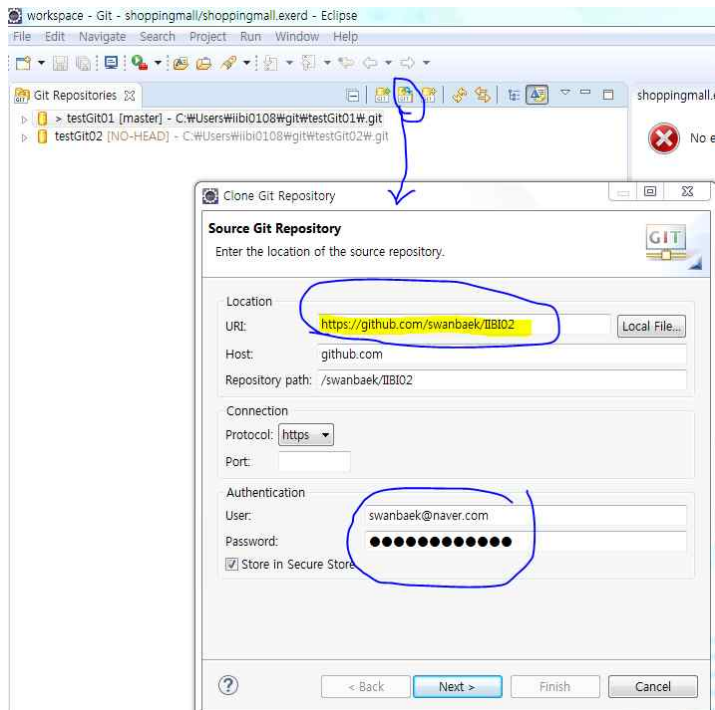 workspace - Git - shoppingmall/shoppingmall.exerd - Eclipse
File Edit Navigate Search Project Run Window Help
Git Repositories
shoppingmall.e
> testGit01 [master] - C:₩Users₩iibi0108₩git₩testGit01₩.git
testGit02 [NO-HEAD] - C:₩Users₩iibi0108₩git₩testGit02₩.git
No e
Clone Git Repository
Source Git Repository
Enter the location of the source repository.
GIT
Location
URI: https://github.com/swanbaek/IIBI02 Local File...
Host: github.com
Repository path: /swanbaek/IIBI02
Connection
Protocol: https
Port:
Authentication
User: swanbaek@naver.com
Password: ●●●●●●●●●●●●
Store in Secure Store
? < Back Next > Finish Cancel